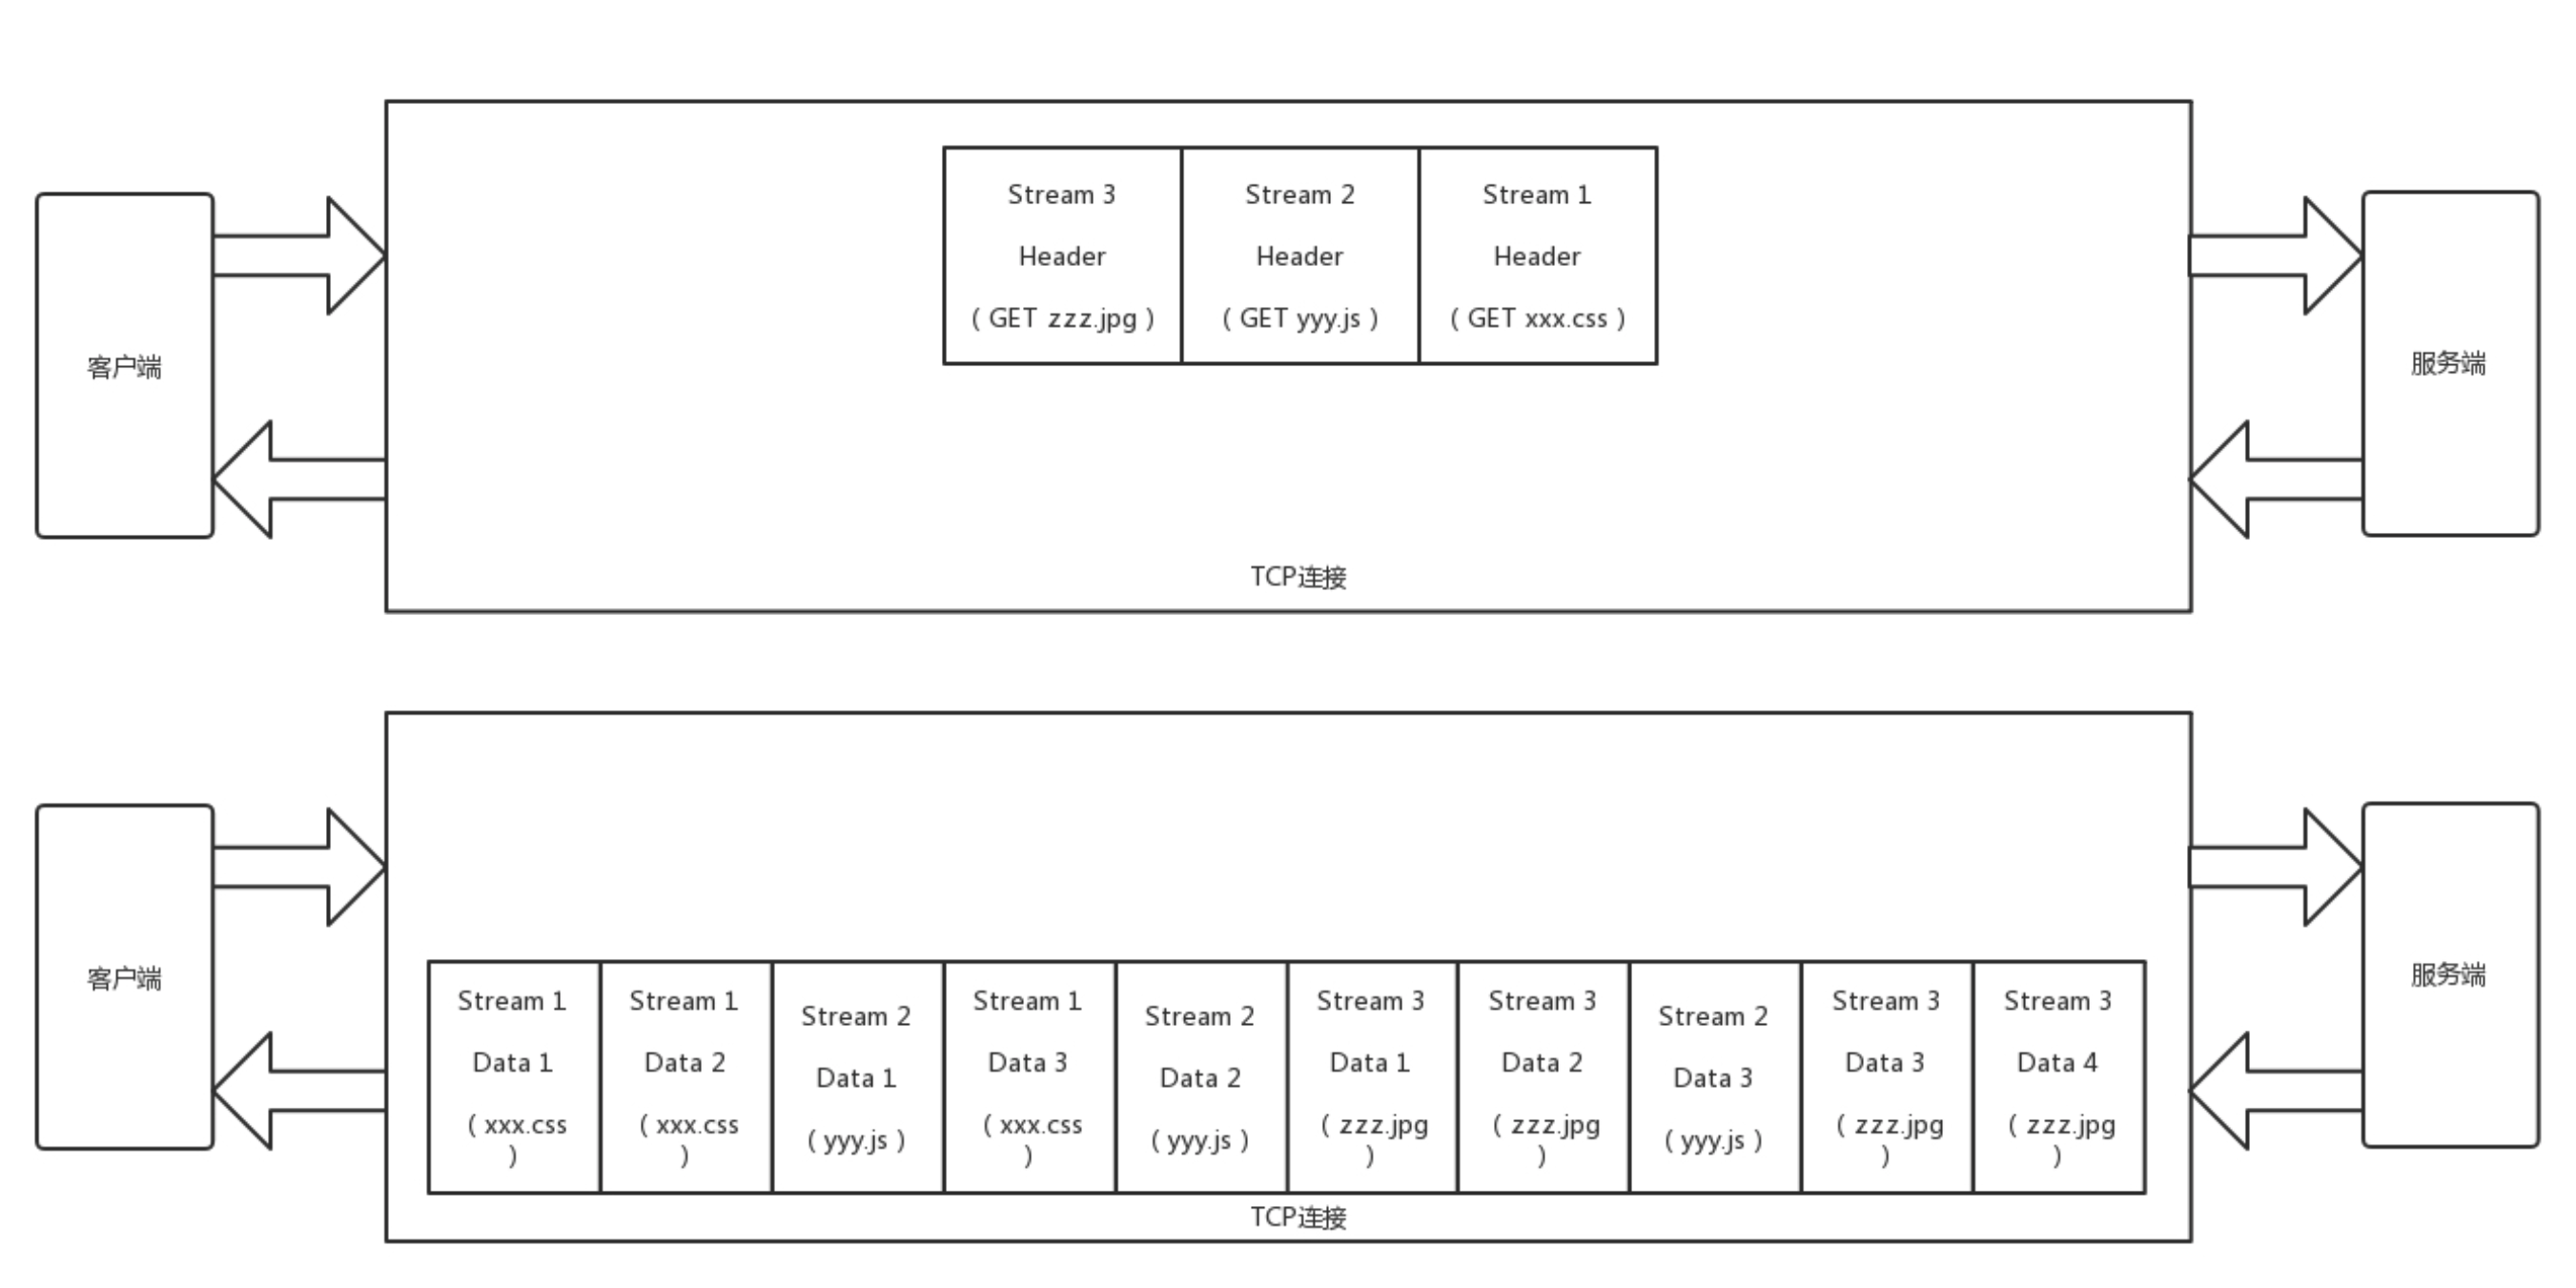 客户端
Stream 3
Header
( GET zzz.jpg )
Stream 2
Header
( GET yyy.js )
Stream 1
Header
( GET xxx.css )
TCP连接
服务端
客户端
Stream 1
Data 1
( xxx.css
)
Stream 1
Data 2
( xxx.css
)
Stream 2
Data 1
( yyy.js )
Stream 1
Data 3
( xxx.css
)
Stream 2
Data 2
( yyy.js )
Stream 3
Data 1
( zzz.jpg
)
Stream 3
Data 2
( zzz.jpg
)
Stream 2
Data 3
( yyy.js )
Stream 3
Data 3
( zzz.jpg
)
Stream 3
Data 4
( zzz.jpg
)
TCP连接
服务端